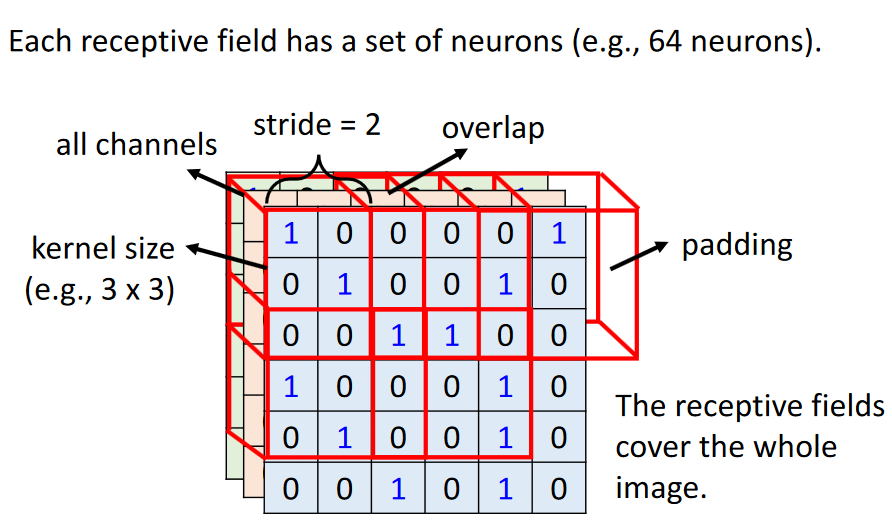 Each receptive field has a set of neurons (e.g., 64 neurons).
stride = 2
overlap
all channels
1 0 0 0 0 1
padding
kernel size
(e.g., 3 x 3)
0 1 0 0 1 0
0 0 1 1 0 0
1 0 0 0 1 0
0 1 0 0 1 0
0 0 1 0 1 0
The receptive fields
cover the whole
image.